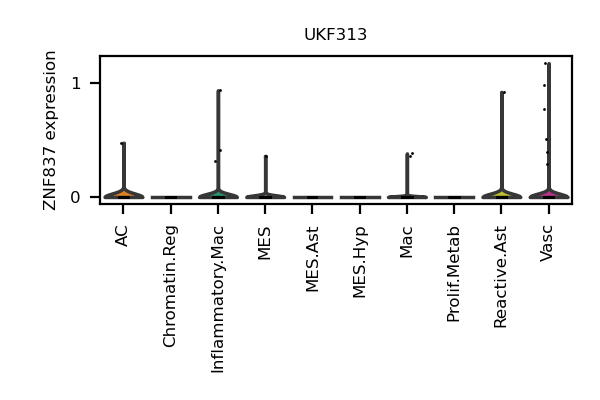 UKF313
ZNF837 expression
1
0
AC
Chromatin.Reg
Inflammatory.Mac
MES
MES.Ast
MES.Hyp
Mac
Prolif.Metab
Reactive.Ast
Vasc